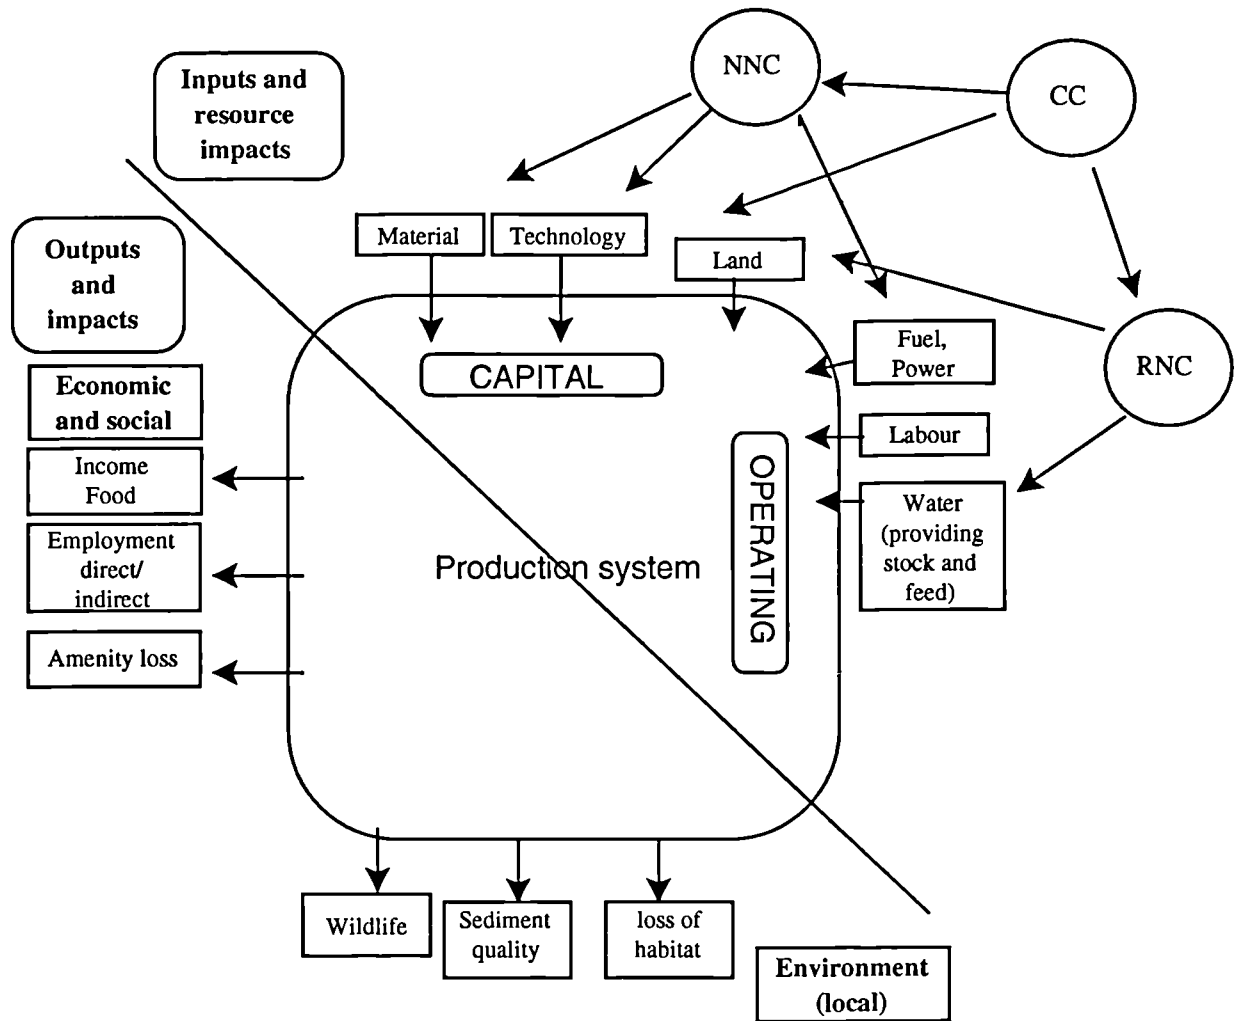 NNC
CC
Inputs and
resource
impacts
Material
Technology
Land
Outputs
and
impacts
Fuel,
Power
RNC
CAPITAL
Economic
and social
Labour
Income
Food
OPERATING
Water
(providing
stock and
feed)
Employment
direct/
indirect
Production system
Amenity loss
Wildlife
Sediment
quality
loss of
habitat
Environment
(local)